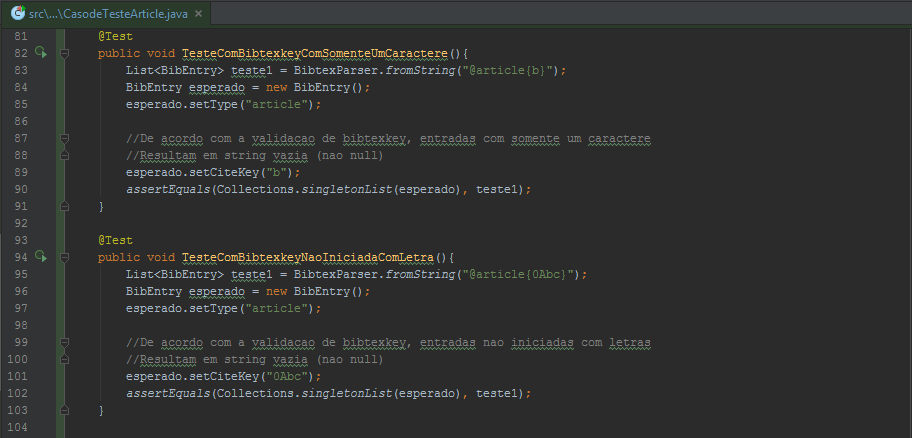 src\...\CasodeTesteArticle.java ×
81 @Test
82 public void TesteComBibtexkeyComSomenteUmCaractere(){
83 List<BibEntry> teste1 = BibtexParser.fromString("@article{b}");
84 BibEntry esperado = new BibEntry();
85 esperado.setType("article");
86
87 //De acordo com a validacao de bibtexkey, entradas com somente um caractere
88 //Resultam em string vazia (nao null)
89 esperado.setCiteKey("b");
90 assertEquals(Collections.singletonList(esperado), teste1);
91 }
92
93 @Test
94 public void TesteComBibtexkeyNaoIniciadaComLetra(){
95 List<BibEntry> teste1 = BibtexParser.fromString("@article{0Abc}");
96 BibEntry esperado = new BibEntry();
97 esperado.setType("article");
98
99 //De acordo com a validacao de bibtexkey, entradas nao iniciadas com letras
100 //Resultam em string vazia (nao null)
101 esperado.setCiteKey("0Abc");
102 assertEquals(Collections.singletonList(esperado), teste1);
103 }
104